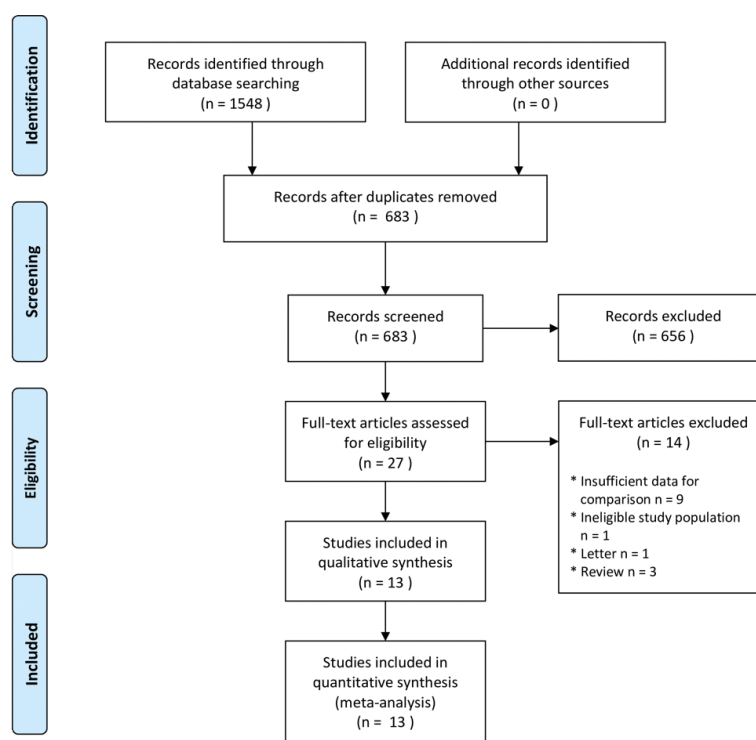 Identification
Records identified through
database searching
(n = 1548 )
Additional records identified
through other sources
(n = 0 )
Records after duplicates removed
(n = 683 )
Screening
Records screened
(n = 683 )
Records excluded
(n = 656 )
Eligibility
Full-text articles assessed
for eligibility
(n = 27 )
Full-text articles excluded
(n = 14 )
* Insufficient data for
comparison n = 9
* Ineligible study population
n = 1
* Letter n = 1
* Review n = 3
Studies included in
qualitative synthesis
(n = 13 )
Included
Studies included in
quantitative synthesis
(meta-analysis)
(n = 13 )